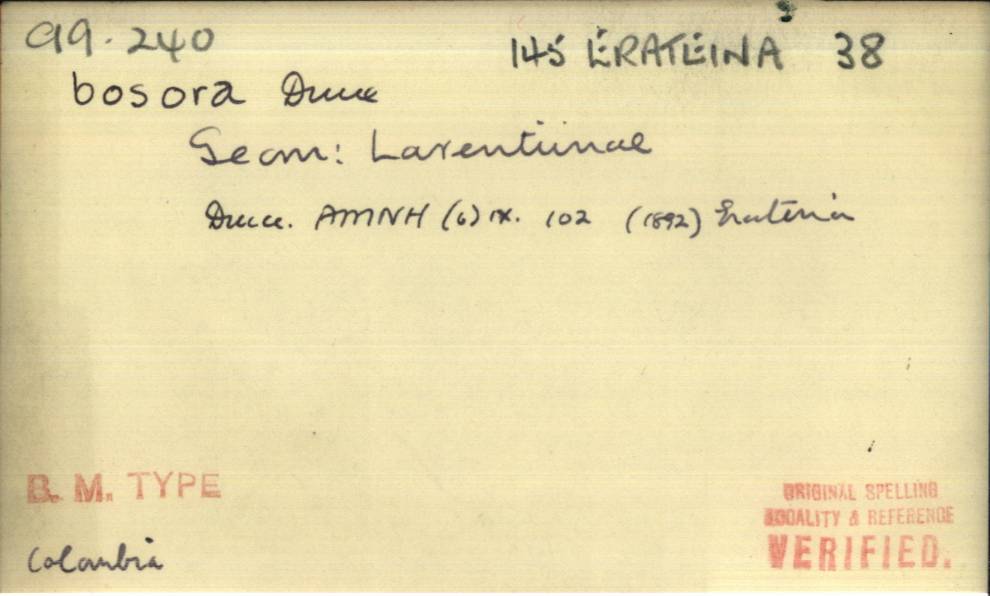 99.240 145 ERATEINA 38
bosora Druce
Geom: Larentiinae
Druce. AMNH (6) ix. 102 (1892) Erateina
B. M. TYPE
ORIGINAL SPELLING
LOCALITY & REFERENCE
VERIFIED.
Colombia